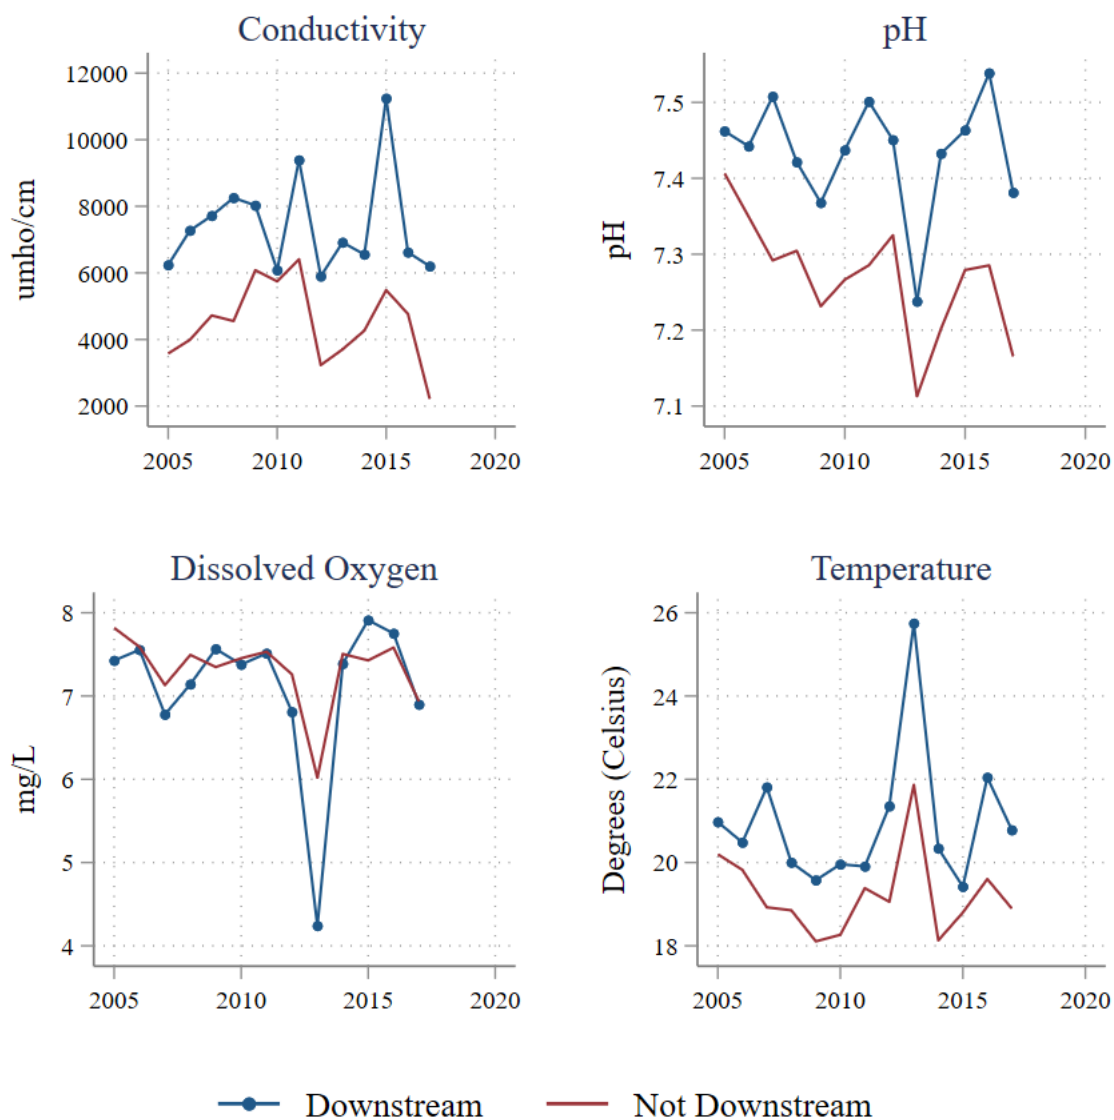 Conductivity
umho/cm
12000
10000
8000
6000
4000
2000
2005 2010 2015 2020
pH
pH
7.5
7.4
7.3
7.2
7.1
2005 2010 2015 2020
Dissolved Oxygen
mg/L
8
7
6
5
4
2005 2010 2015 2020
Temperature
Degrees (Celsius)
26
24
22
20
18
2005 2010 2015 2020
Downstream Not Downstream